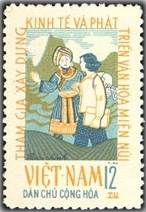 THAM GIA XÂY DỰNG
KINH TẾ VÀ PHÁT
TRIỂN VĂN HÓA MIỀN NÚI
VIỆT-NAM
DÂN CHỦ CỘNG HÒA
12
XU